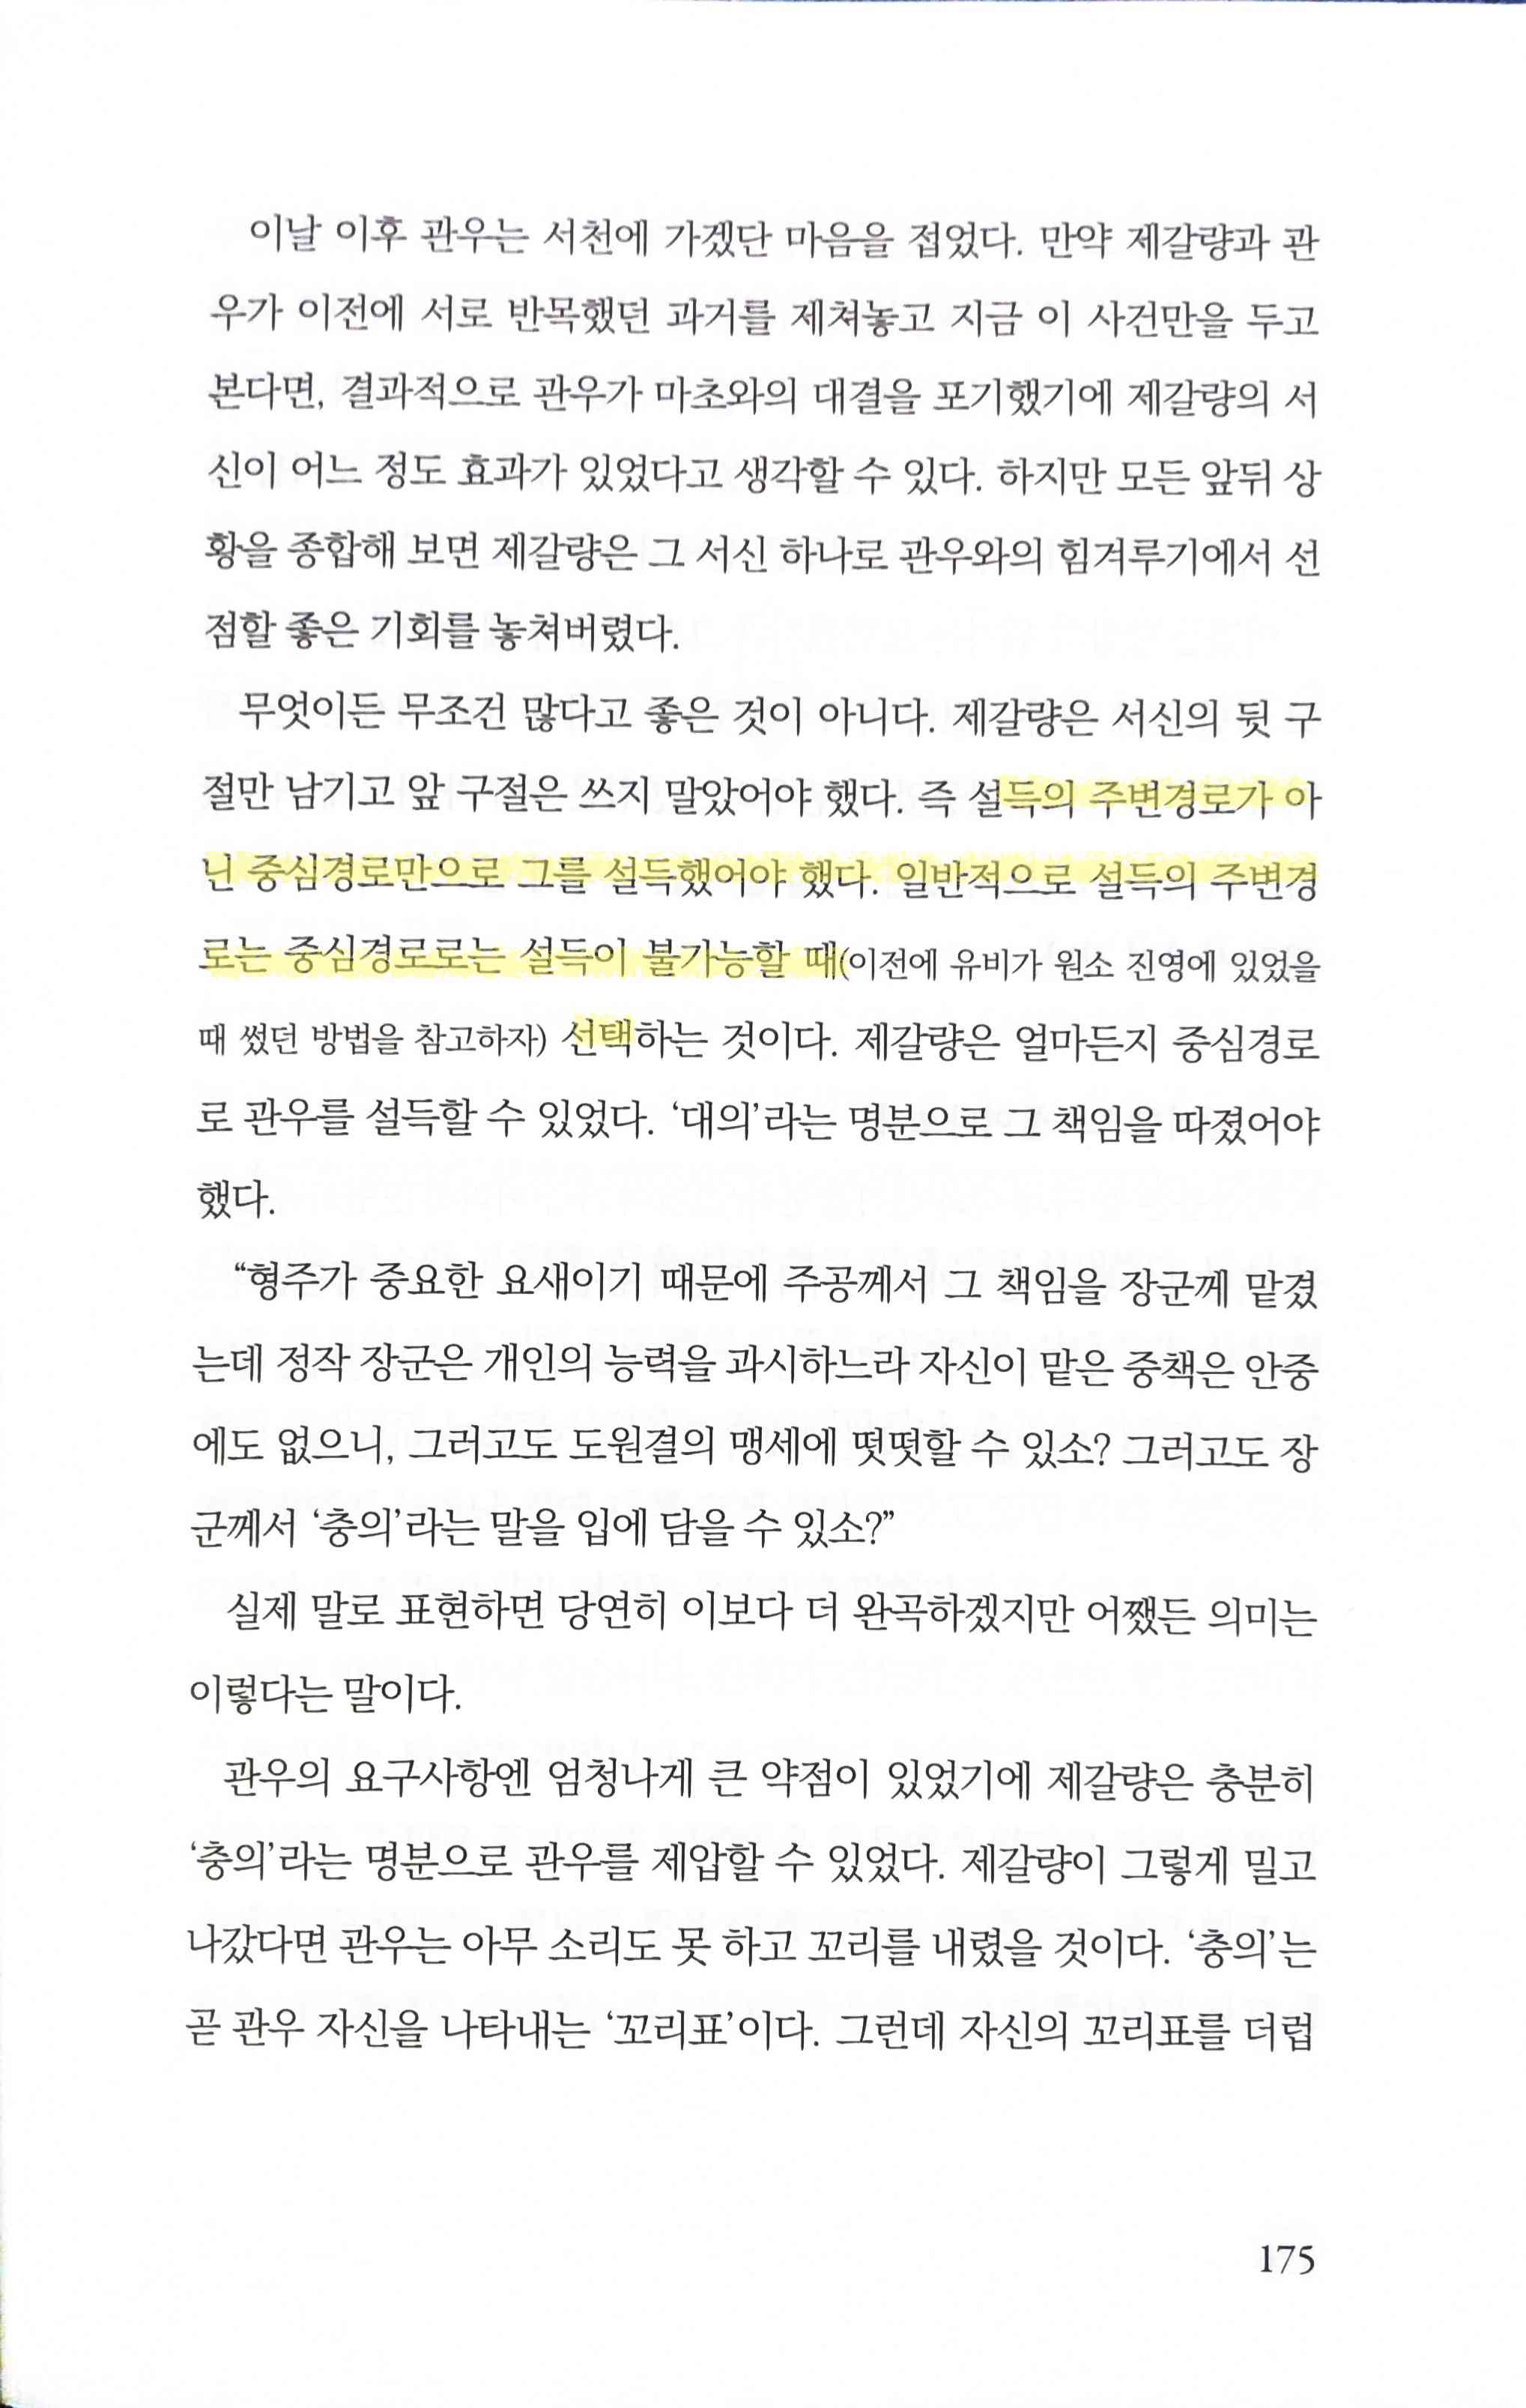 이날 이후 관우는 서천에 가겠단 마음을 접었다. 만약 제갈량과 관
우가 이전에 서로 반목했던 과거를 제쳐놓고 지금 이 사건만을 두고
본다면, 결과적으로 관우가 마초와의 대결을 포기했기에 제갈량의 서
신이 어느 정도 효과가 있었다고 생각할 수 있다. 하지만 모든 앞뒤 상
황을 종합해 보면 제갈량은 그 서신 하나로 관우와의 힘겨루기에서 선
점할 좋은 기회를 놓쳐버렸다.
무엇이든 무조건 많다고 좋은 것이 아니다. 제갈량은 서신의 뒷 구
절만 남기고 앞 구절은 쓰지 말았어야 했다. 즉 설득의 주변경로가 아
닌 중심경로만으로 그를 설득했어야 했다. 일반적으로 설득의 주변경
로는 중심경로로는 설득이 불가능할 때(이전에 유비가 원소 진영에 있었을
때 썼던 방법을 참고하자) 선택하는 것이다. 제갈량은 얼마든지 중심경로
로 관우를 설득할 수 있었다. ‘대의’라는 명분으로 그 책임을 따졌어야
했다.
“형주가 중요한 요새이기 때문에 주공께서 그 책임을 장군께 맡겼
는데 정작 장군은 개인의 능력을 과시하느라 자신이 맡은 중책은 안중
에도 없으니, 그러고도 도원결의 맹세에 떳떳할 수 있소? 그러고도 장
군께서 ‘충의’라는 말을 입에 담을 수 있소?”
실제 말로 표현하면 당연히 이보다 더 완곡하겠지만 어쨌든 의미는
이렇다는 말이다.
관우의 요구사항엔 엄청나게 큰 약점이 있었기에 제갈량은 충분히
‘충의’라는 명분으로 관우를 제압할 수 있었다. 제갈량이 그렇게 밀고
나갔다면 관우는 아무 소리도 못 하고 꼬리를 내렸을 것이다. ‘충의’는
곧 관우 자신을 나타내는 ‘꼬리표’이다. 그런데 자신의 꼬리표를 더럽
175